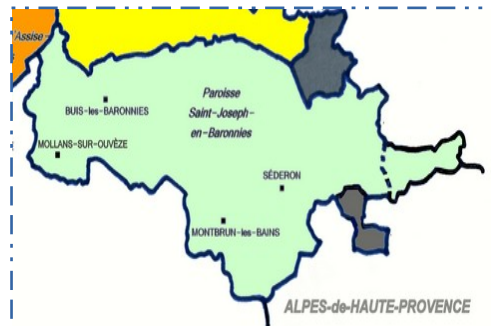 'Assise-
Paroisse
Saint-Joseph-
en-Baronnies
BUIS-les-BARONNIES
MOLLANS-SUR-OUVÈZE
SÉDERON
MONTBRUN-les-BAINS
ALPES-de-HAUTE-PROVENCE